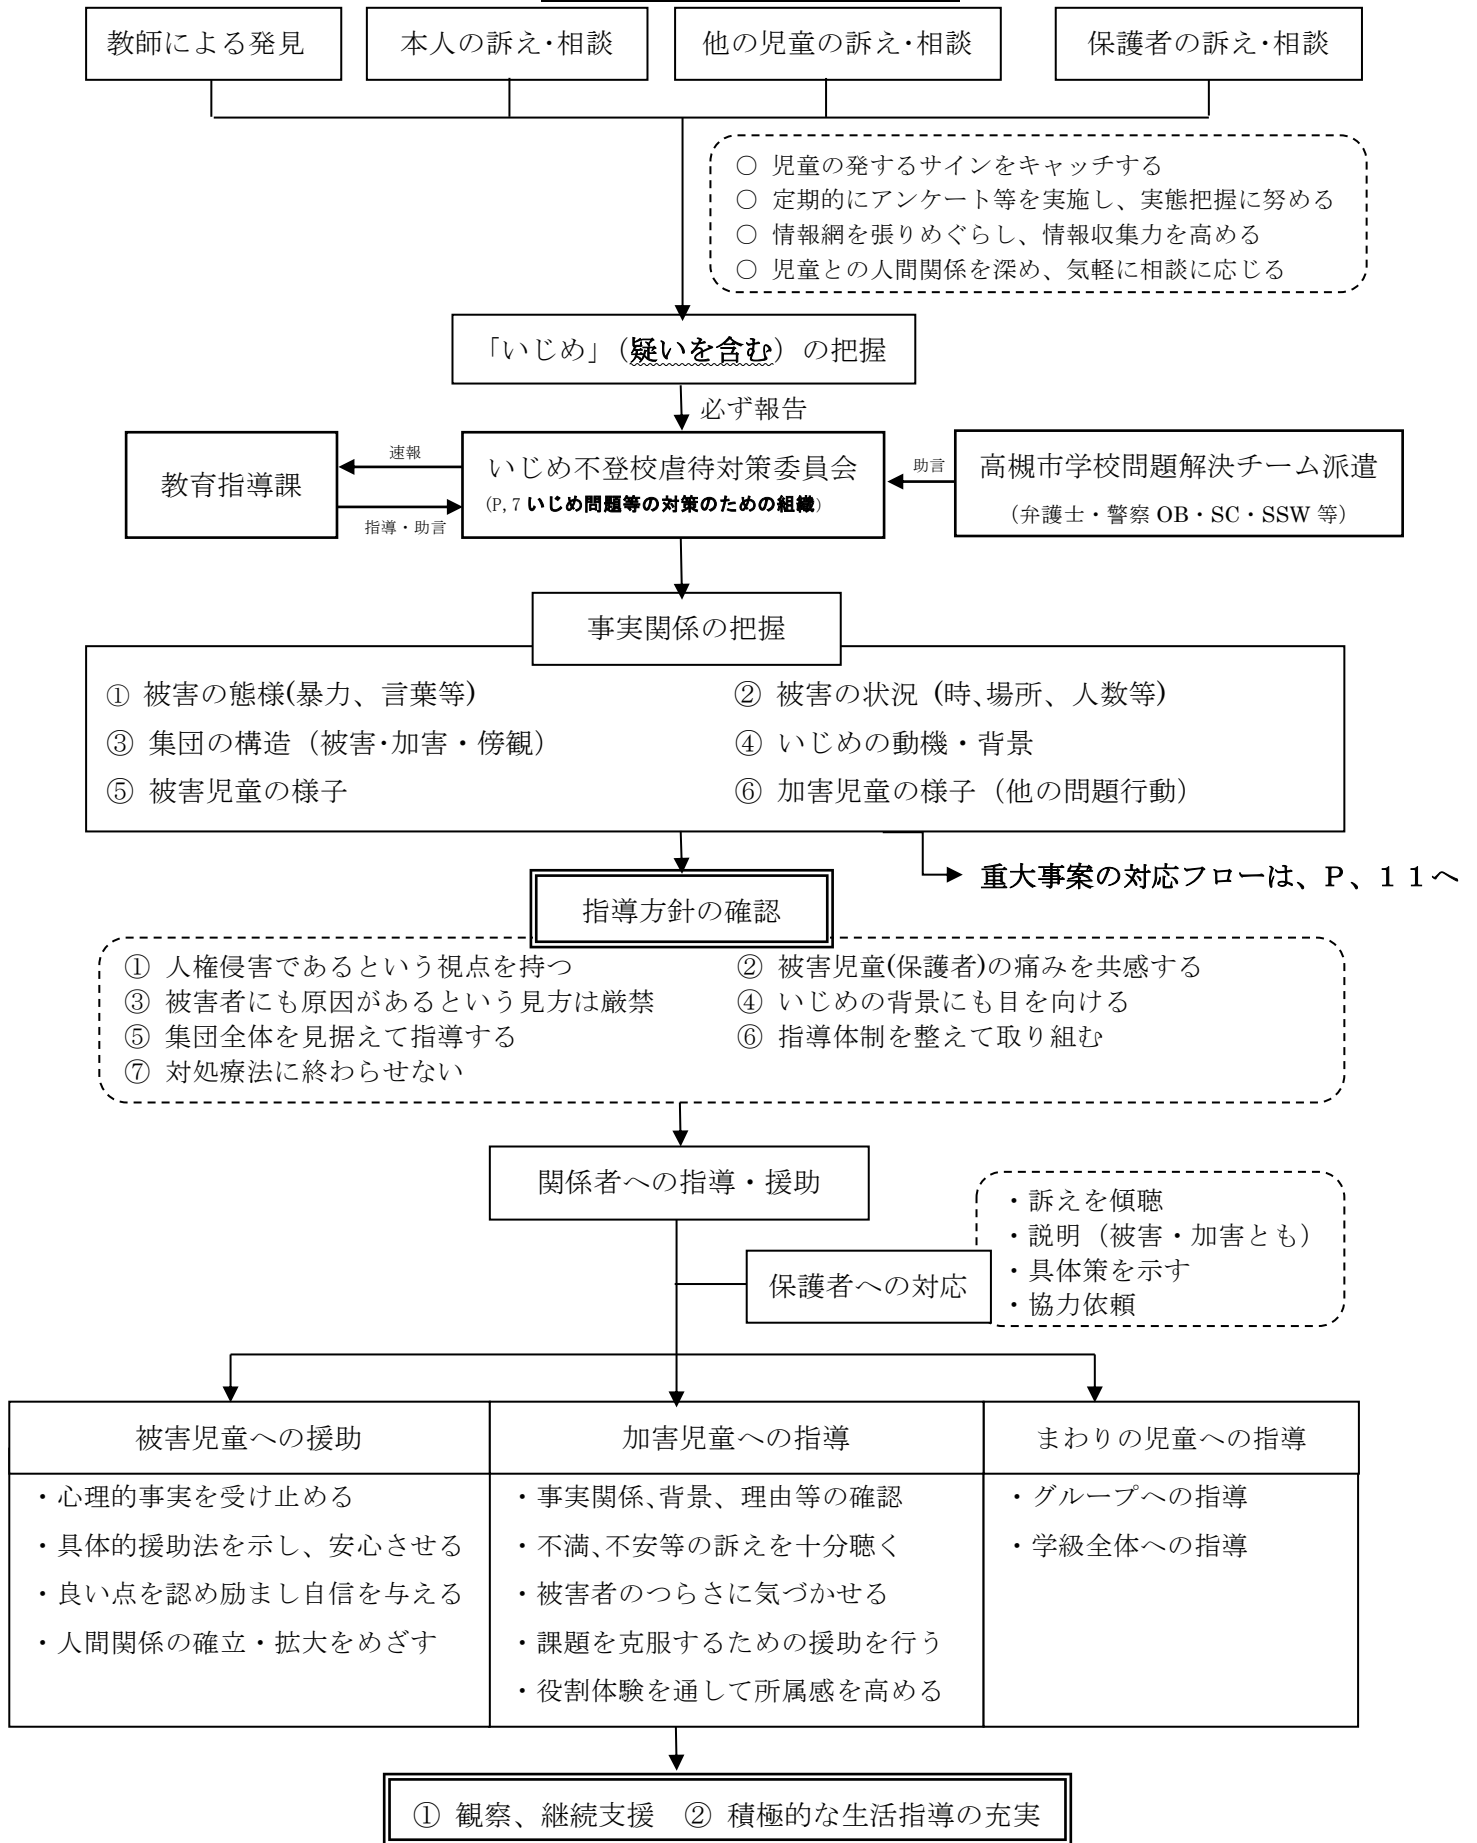 教師による発見
本人の訴え・相談
他の児童の訴え・相談
保護者の訴え・相談
○ 児童の発するサインをキャッチする
○ 定期的にアンケート等を実施し、実態把握に努める
○ 情報網を張りめぐらし、情報収集力を高める
○ 児童との人間関係を深め、気軽に相談に応じる
「いじめ」（疑いを含む）の把握
必ず報告
教育指導課
速報
指導・助言
いじめ不登校虐待対策委員会
(P,7 いじめ問題等の対策のための組織)
助言
高槻市学校問題解決チーム派遣
（弁護士・警察 OB・SC・SSW 等）
事実関係の把握
① 被害の態様(暴力、言葉等)
② 被害の状況 (時、場所、人数等)
③ 集団の構造（被害・加害・傍観）
④ いじめの動機・背景
⑤ 被害児童の様子
⑥ 加害児童の様子（他の問題行動）
重大事案の対応フローは、Ｐ、１１へ
指導方針の確認
① 人権侵害であるという視点を持つ
② 被害児童(保護者)の痛みを共感する
③ 被害者にも原因があるという見方は厳禁
④ いじめの背景にも目を向ける
⑤ 集団全体を見据えて指導する
⑥ 指導体制を整えて取り組む
⑦ 対処療法に終わらせない
関係者への指導・援助
保護者への対応
・訴えを傾聴
・説明（被害・加害とも）
・具体策を示す
・協力依頼
被害児童への援助
・心理的事実を受け止める
・具体的援助法を示し、安心させる
・良い点を認め励まし自信を与える
・人間関係の確立・拡大をめざす
加害児童への指導
・事実関係、背景、理由等の確認
・不満、不安等の訴えを十分聴く
・被害者のつらさに気づかせる
・課題を克服するための援助を行う
・役割体験を通して所属感を高める
まわりの児童への指導
・グループへの指導
・学級全体への指導
① 観察、継続支援 ② 積極的な生活指導の充実